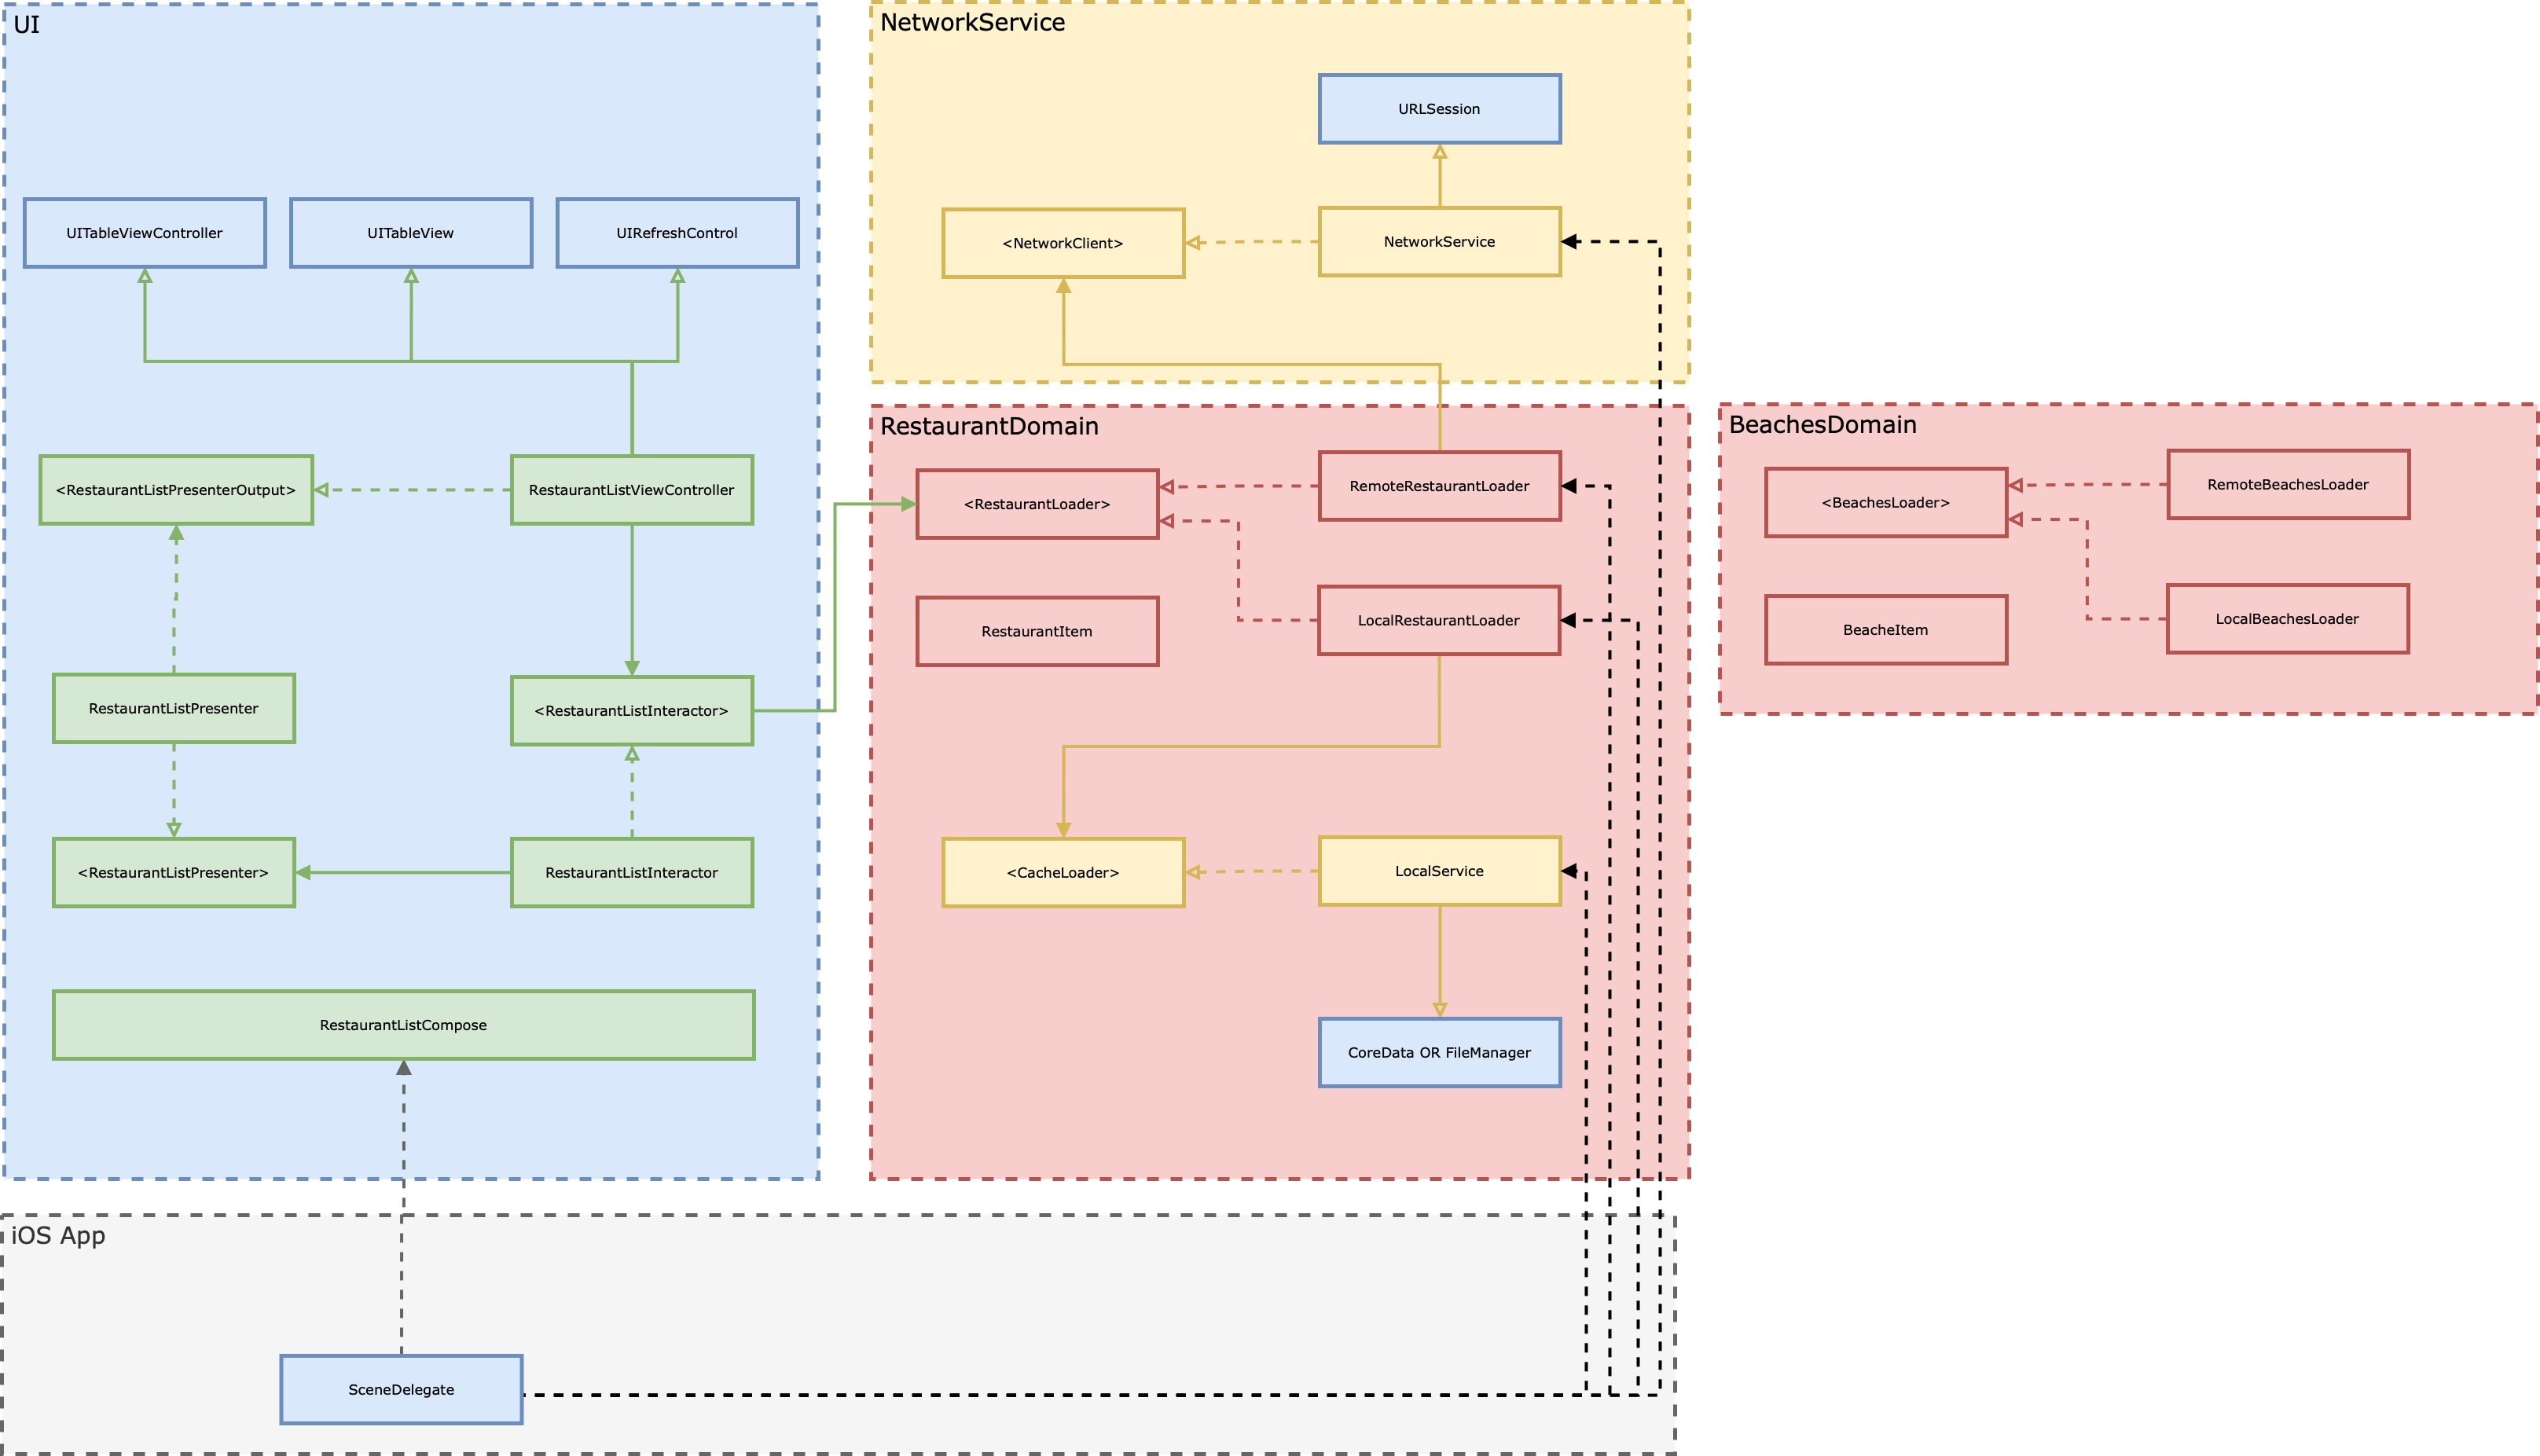 UI
UITableViewController
UITableView
UIRefreshControl
<RestaurantListPresenterOutput>
RestaurantListViewController
RestaurantListPresenter
<RestaurantListInteractor>
<RestaurantListPresenter>
RestaurantListInteractor
RestaurantListCompose
NetworkService
URLSession
<NetworkClient>
NetworkService
RestaurantDomain
<RestaurantLoader>
RemoteRestaurantLoader
RestaurantItem
LocalRestaurantLoader
<CacheLoader>
LocalService
CoreData OR FileManager
BeachesDomain
<BeachesLoader>
RemoteBeachesLoader
BeacheItem
LocalBeachesLoader
iOS App
SceneDelegate